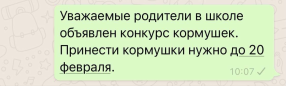 Уважаемые родители в школе
объявлен конкурс кормушек.
Принести кормушки нужно до 20
февраля.
10:07